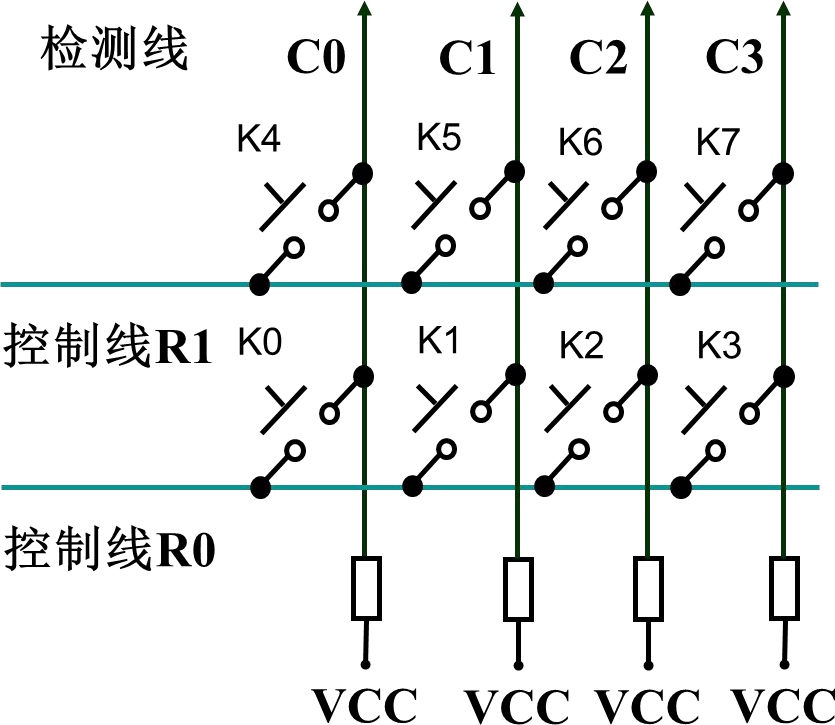 检测线 C0 C1 C2 C3
K4 K5 K6 K7
控制线R1 K0 K1 K2 K3
控制线R0
VCC VCC VCC VCC